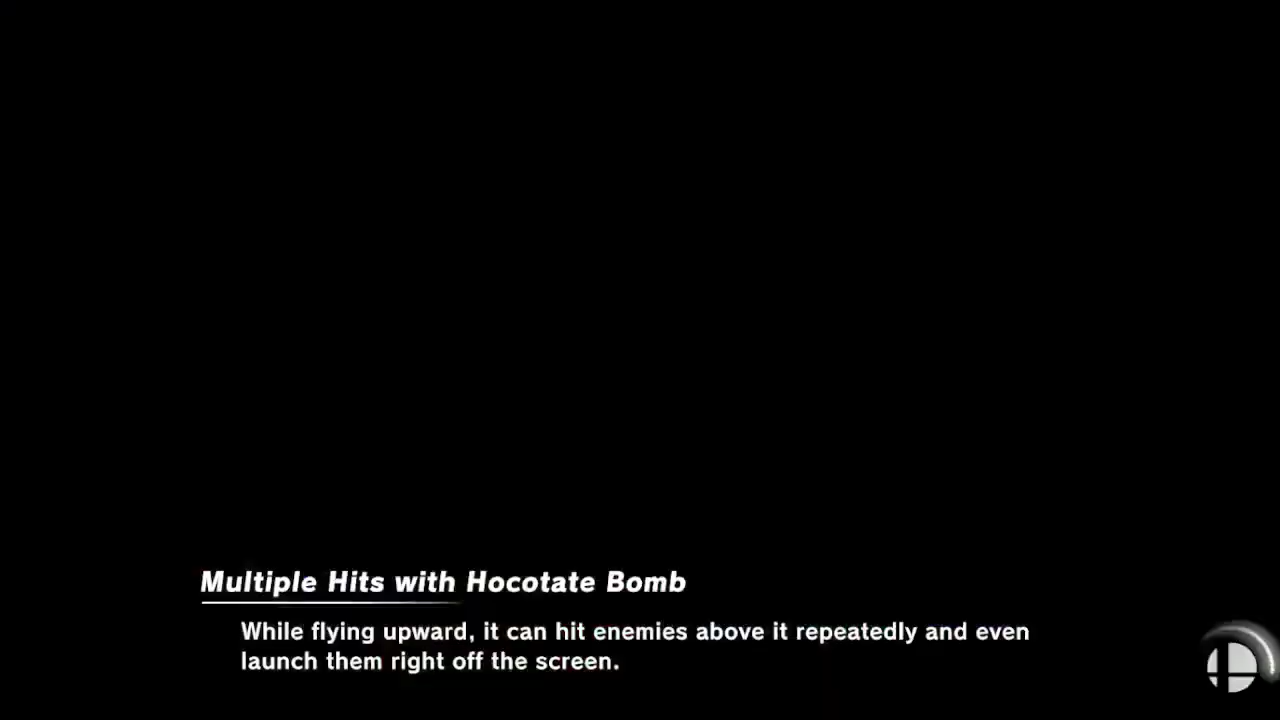 Multiple Hits with Hocotate Bomb
While flying upward, it can hit enemies above it repeatedly and even
launch them right off the screen.